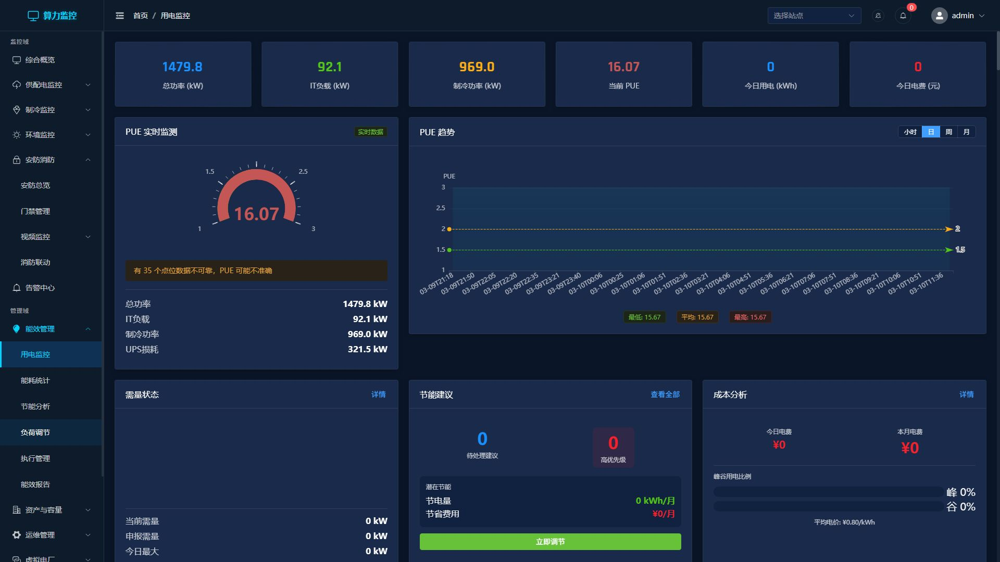 算力监控
首页 / 用电监控
选择站点
0
admin
监控域
综合概览
供配电监控
制冷监控
环境监控
安防消防
安防总览
门禁管理
视频监控
消防联动
告警中心
管理域
能效管理
用电监控
能耗统计
节能分析
负荷调节
执行管理
能效报告
资产与容量
运维管理
虚拟电厂
1479.8
总功率 (kW)
92.1
IT负载 (kW)
969.0
制冷功率 (kW)
16.07
当前 PUE
0
今日用电 (kWh)
0
今日电费 (元)
PUE 实时监测
实时数据
1.5
2.5
16.07
1
3
有 35 个点位数据不可靠，PUE 可能不准确
总功率 1479.8 kW
IT负载 92.1 kW
制冷功率 969.0 kW
UPS损耗 321.5 kW
PUE 趋势
小时 日 周 月
PUE
3
2.5
2
2
1.5
1.5
1
03-09T21:18
03-09T21:50
03-09T22:05
03-09T22:20
03-09T22:35
03-09T23:21
03-09T23:40
03-10T00:06
03-10T00:25
03-10T01:06
03-10T01:51
03-10T02:36
03-10T03:21
03-10T04:06
03-10T04:51
03-10T05:36
03-10T06:21
03-10T07:06
03-10T07:51
03-10T08:36
03-10T09:21
03-10T10:06
03-10T10:51
03-10T11:36
最低: 15.67
平均: 15.67
最高: 15.67
需量状态
详情
当前需量 0 kW
申报需量 0 kW
今日最大 0 kW
节能建议
查看全部
0
待处理建议
0
高优先级
潜在节能
节电量 0 kWh/月
节省费用 ¥0/月
立即调节
成本分析
详情
今日电费
¥0
本月电费
¥0
峰谷用电比例
峰 0%
谷 0%
平均电价: ¥0.80/kWh